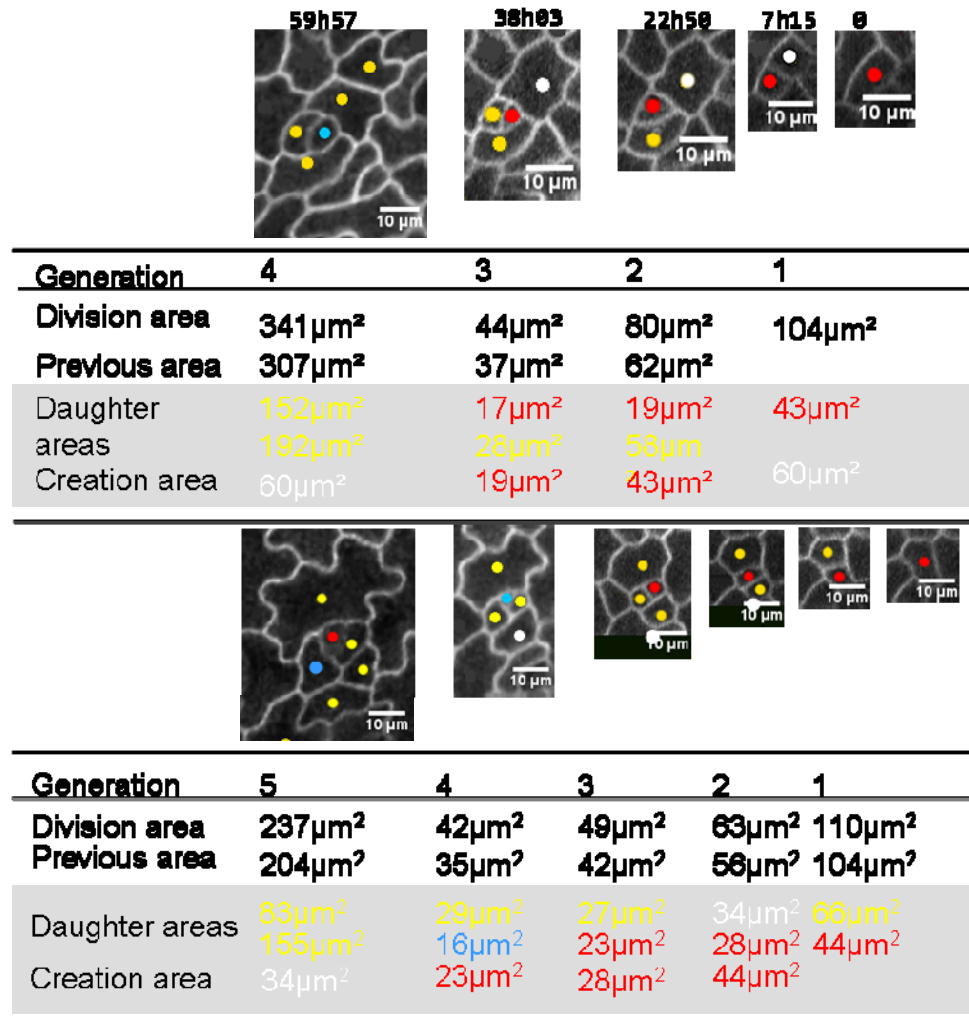 59h57 38h03 22h50 7h15 0
10 µm 10 µm 10 µm 10 µm 10 µm
Generation 4 3 2 1
Division area 341µm² 44µm² 80µm² 104µm²
Previous area 307µm² 37µm² 62µm²
Daughter 152µm² 17µm² 19µm² 43µm²
areas 192µm² 28µm² 58µm
Creation area 60µm² 19µm² 43µm² 60µm²
10 µm 10 µm 10 µm 10 µm 10 µm 10 µm
Generation 5 4 3 2 1
Division area 237µm² 42µm² 49µm² 63µm² 110µm²
Previous area 204µm² 35µm² 42µm² 56µm² 104µm²
Daughter areas 83µm² 29µm² 27µm² 34µm² 66µm²
155µm² 16µm² 23µm² 28µm² 44µm²
Creation area 34µm² 23µm² 28µm² 44µm²